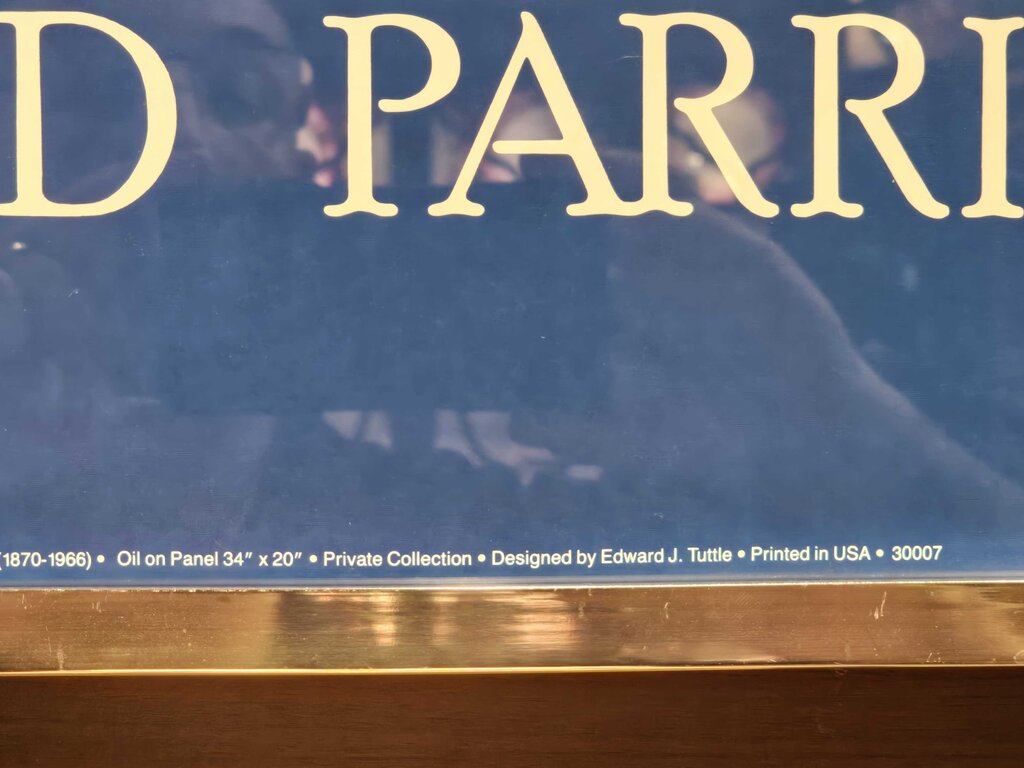 D PARRI
(1870-1966) • Oil on Panel 34" x 20" • Private Collection • Designed by Edward J. Tuttle • Printed in USA • 30007